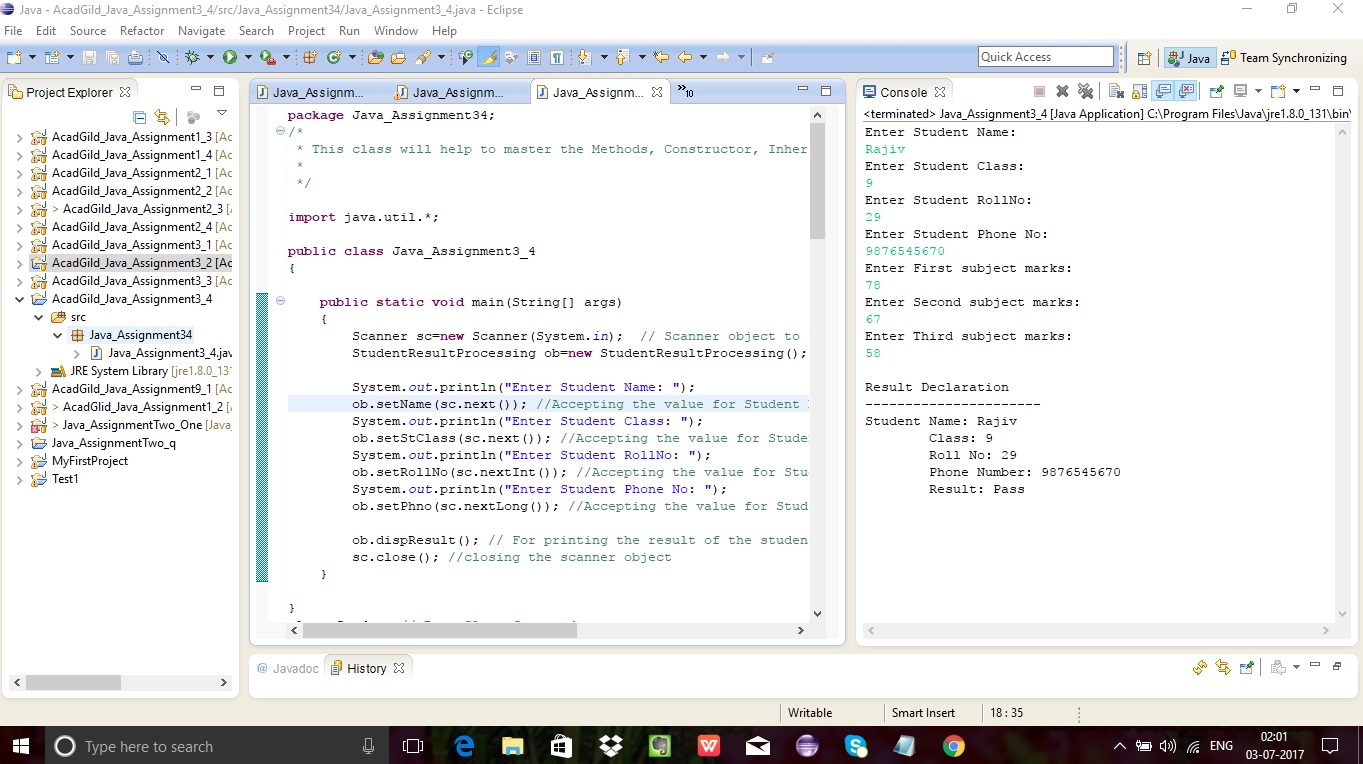 Java - AcadGild_Java_Assignment3_4/src/Java_Assignment34/Java_Assignment3_4.java - Eclipse
File Edit Source Refactor Navigate Search Project Run Window Help
Quick Access
Java
Team Synchronizing
Project Explorer
AcadGild_Java_Assignment1_3 [Ac
AcadGild_Java_Assignment1_4 [Ac
AcadGild_Java_Assignment2_1 [Ac
AcadGild_Java_Assignment2_2 [Ac
> AcadGild_Java_Assignment2_3 [/
AcadGild_Java_Assignment2_4 [Ac
AcadGild_Java_Assignment3_1 [Ac
AcadGild_Java_Assignment3_2 [Ac
AcadGild_Java_Assignment3_3 [Ac
AcadGild_Java_Assignment3_4
src
Java_Assignment34
Java_Assignment3_4.jav
JRE System Library [jre1.8.0_131
AcadGild_Java_Assignment9_1 [Ac
> AcadGlid_Java_Assignment1_2 [/
> Java_AssignmentTwo_One [Java_
Java_AssignmentTwo_q
MyFirstProject
Test1
Java_Assignm...
Java_Assignm...
Java_Assignm...
»10
package Java_Assignment34;
/*
* This class will help to master the Methods, Constructor, Inher
*
*/
import java.util.*;
public class Java_Assignment3_4
{
public static void main(String[] args)
{
Scanner sc=new Scanner(System.in); // Scanner object to
StudentResultProcessing ob=new StudentResultProcessing();
System.out.println("Enter Student Name: ");
ob.setName(sc.next()); //Accepting the value for Student
System.out.println("Enter Student Class: ");
ob.setStClass(sc.next()); //Accepting the value for Stude
System.out.println("Enter Student RollNo: ");
ob.setRollNo(sc.nextInt()); //Accepting the value for Stu
System.out.println("Enter Student Phone No: ");
ob.setPhno(sc.nextLong()); //Accepting the value for Stud
ob.dispResult(); // For printing the result of the studen
sc.close(); //closing the scanner object
}
}
Console
<terminated> Java_Assignment3_4 [Java Application] C:\Program Files\Java\jre1.8.0_131\bin\
Enter Student Name:
Rajiv
Enter Student Class:
9
Enter Student RollNo:
29
Enter Student Phone No:
9876545670
Enter First subject marks:
78
Enter Second subject marks:
67
Enter Third subject marks:
58
Result Declaration
----------------------
Student Name: Rajiv
Class: 9
Roll No: 29
Phone Number: 9876545670
Result: Pass
@ Javadoc
History
Writable
Smart Insert
18 : 35
Type here to search
ENG
02:01
03-07-2017